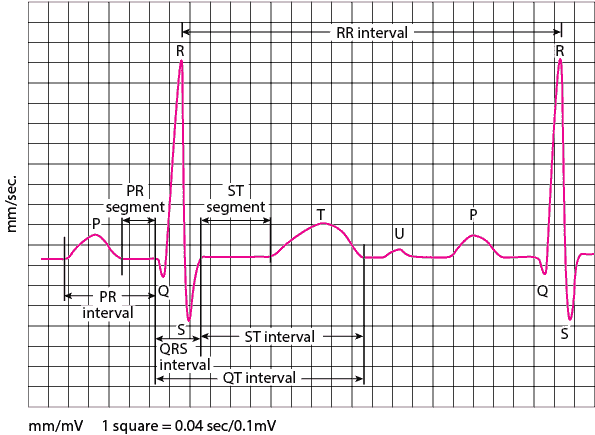 RR interval
R
R
PR
segment
ST
segment
P
T
U
P
mm/sec.
Q
Q
PR
interval
S
S
QRS
interval
ST interval
QT interval
mm/mV 1 square = 0.04 sec/0.1mV